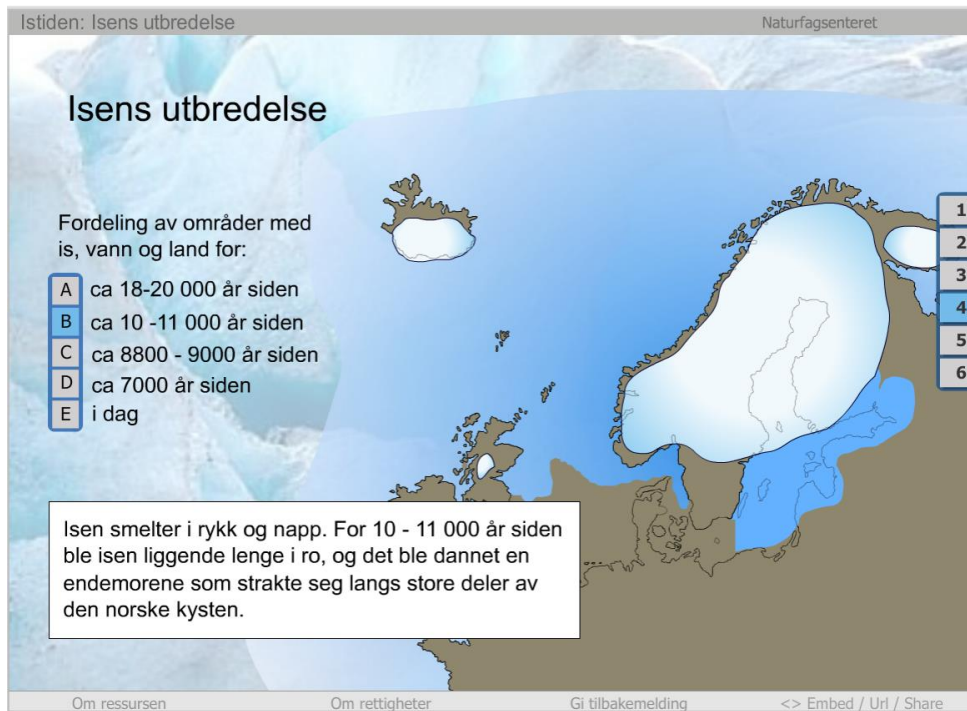 Istiden: Isens utbredelse
Naturfagsenteret
Isens utbredelse
Fordeling av områder med
is, vann og land for:
A ca 18-20 000 år siden
B ca 10 -11 000 år siden
C ca 8800 - 9000 år siden
D ca 7000 år siden
E i dag
1
2
3
4
5
6
Isen smelter i rykk og napp. For 10 - 11 000 år siden
ble isen liggende lenge i ro, og det ble dannet en
endemorene som strakte seg langs store deler av
den norske kysten.
Om ressursen
Om rettigheter
Gi tilbakemelding
<> Embed / Url / Share